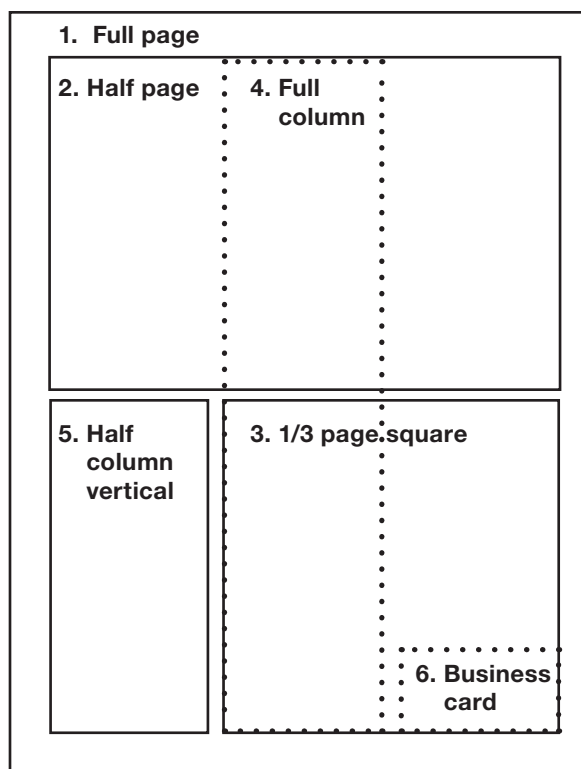 1. Full page
2. Half page
4. Full
column
5. Half
column
vertical
3. 1/3 page square
6. Business
card